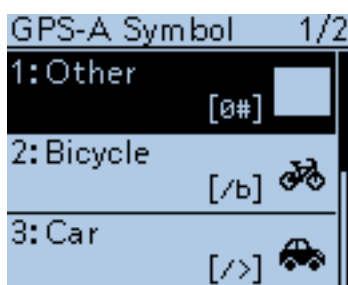 GPS-A Symbol 1/2
1:Other
[0#]
2:Bicycle
[/b]
3:Car
[/>]